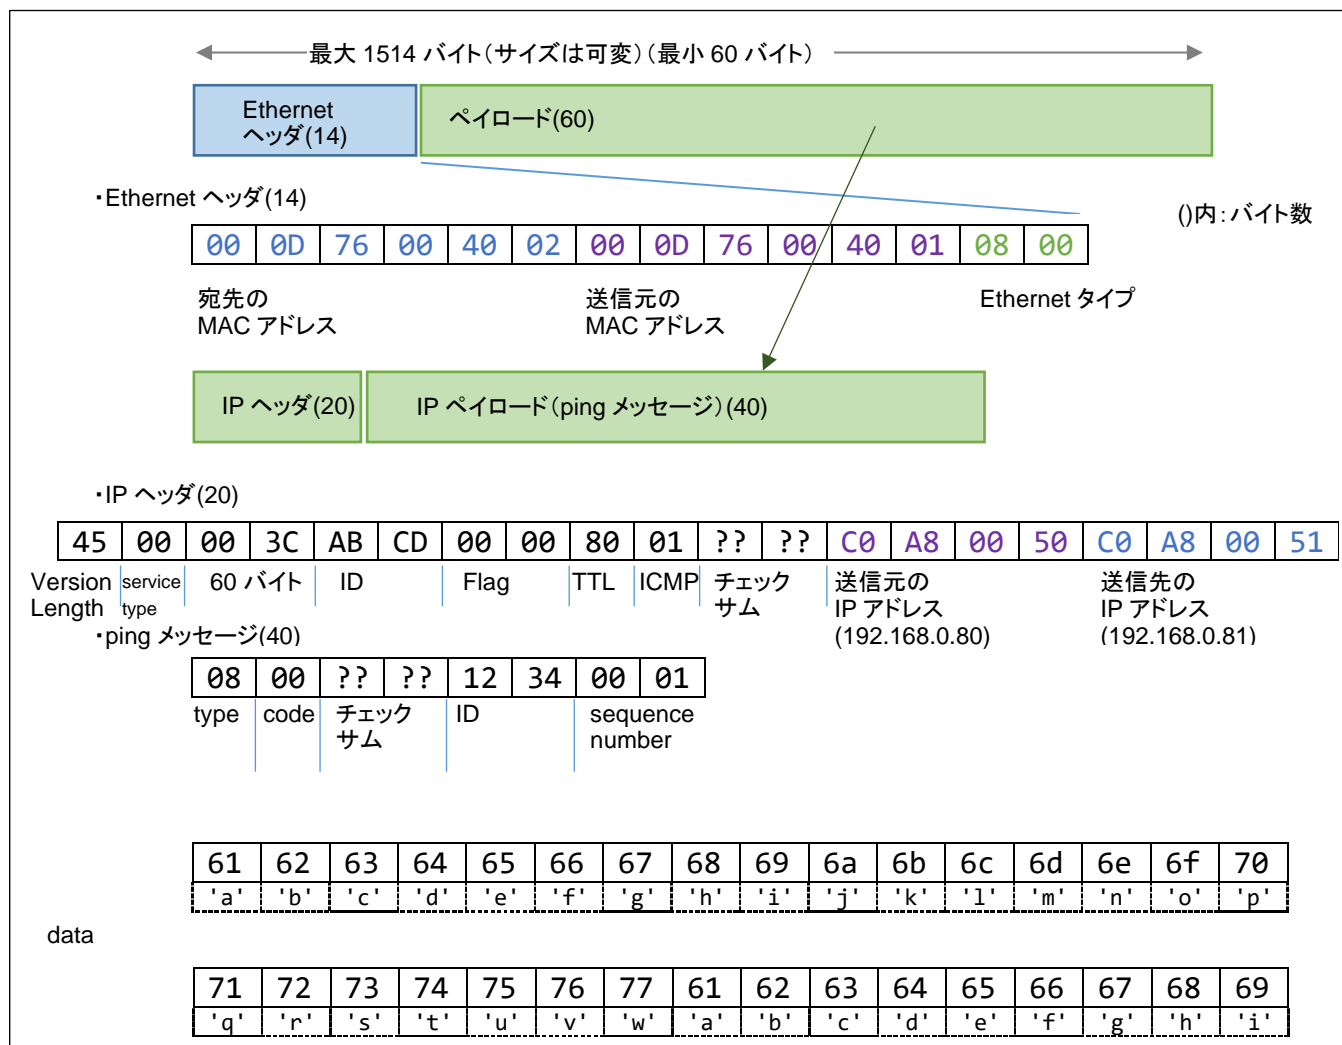 最大 1514 バイト(サイズは可変)(最小 60 バイト)
Ethernet
ヘッダ(14)
ペイロード(60)
・Ethernet ヘッダ(14)
()内：バイト数
00 0D 76 00 40 02 00 0D 76 00 40 01 08 00
宛先の
MAC アドレス
送信元の
MAC アドレス
Ethernet タイプ
IP ヘッダ(20)
IP ペイロード(ping メッセージ)(40)
・IP ヘッダ(20)
45 00 00 3C AB CD 00 00 80 01 ?? ?? C0 A8 00 50 C0 A8 00 51
Version
Length
service
type
60 バイト
ID
Flag
TTL
ICMP
チェック
サム
送信元の
IP アドレス
(192.168.0.80)
送信先の
IP アドレス
(192.168.0.81)
・ping メッセージ(40)
08 00 ?? ?? 12 34 00 01
type
code
チェック
サム
ID
sequence
number
61 62 63 64 65 66 67 68 69 6a 6b 6c 6d 6e 6f 70
'a' 'b' 'c' 'd' 'e' 'f' 'g' 'h' 'i' 'j' 'k' 'l' 'm' 'n' 'o' 'p'
data
71 72 73 74 75 76 77 61 62 63 64 65 66 67 68 69
'q' 'r' 's' 't' 'u' 'v' 'w' 'a' 'b' 'c' 'd' 'e' 'f' 'g' 'h' 'i'